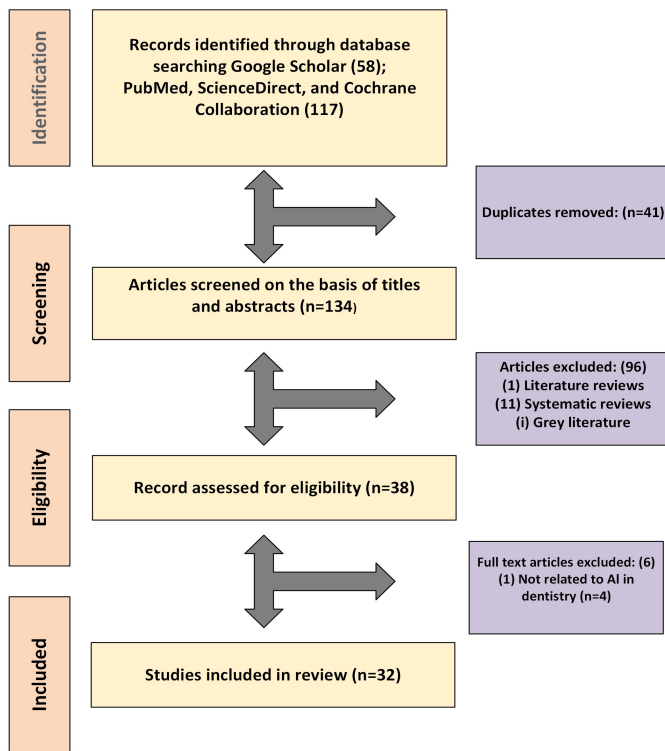 Identification
Records identified through database
searching Google Scholar (58);
PubMed, ScienceDirect, and Cochrane
Collaboration (117)
Duplicates removed: (n=41)
Screening
Articles screened on the basis of titles
and abstracts (n=134)
Articles excluded: (96)
(1) Literature reviews
(11) Systematic reviews
(i) Grey literature
Eligibility
Record assessed for eligibility (n=38)
Full text articles excluded: (6)
(1) Not related to Al in
dentistry (n=4)
Included
Studies included in review (n=32)